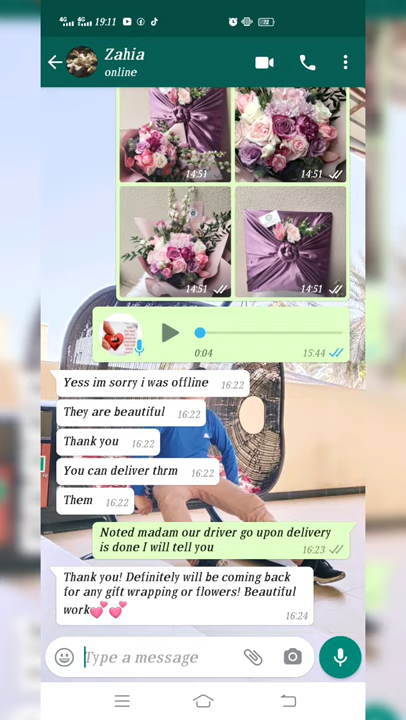 4G 4G 19:11 72
Zahia
online
14:51 14:51
14:51 14:51
0:04 15:44
Yess im sorry i was offline 16:22
They are beautiful 16:22
Thank you 16:22
You can deliver thrm 16:22
Them 16:22
Noted madam our driver go upon delivery
is done I will tell you 16:23
Thank you! Definitely will be coming back
for any gift wrapping or flowers! Beautiful
work💕💕 16:24
Type a message